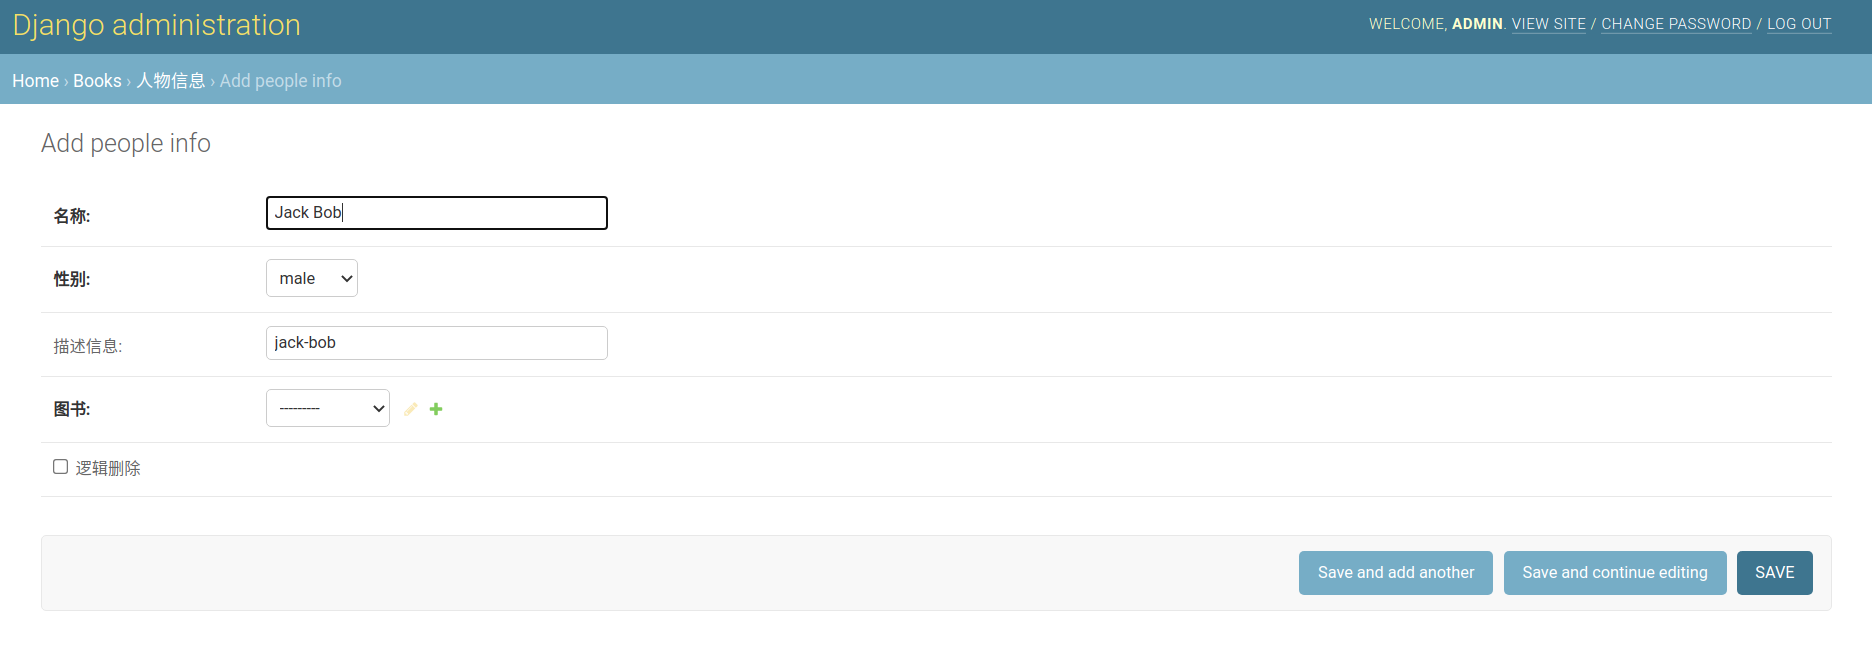 Django administration
WELCOME, ADMIN. VIEW SITE / CHANGE PASSWORD / LOG OUT
Home › Books › 人物信息 › Add people info
Add people info
名称: Jack Bob
性别: male
描述信息: jack-bob
图书: ---------
逻辑删除
Save and add another Save and continue editing SAVE